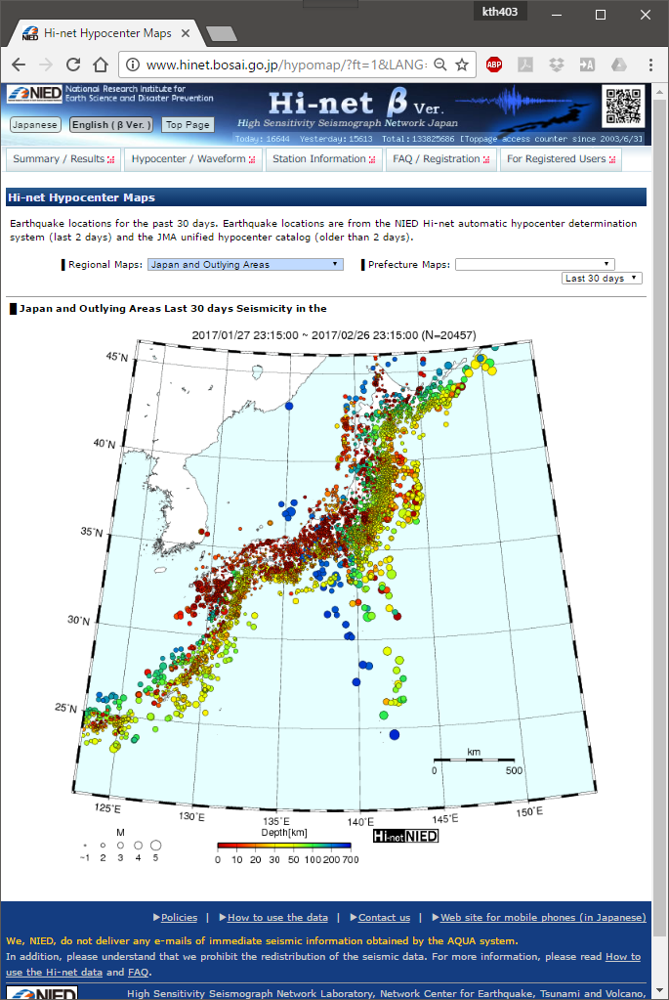 kth403
Hi-net Hypocenter Maps
www.hinet.bosai.go.jp/hypomap/?ft=1&LANG:
ABP
NIED
National Research Institute for
Earth Science and Disaster Prevention
Hi-net β Ver.
High Sensitivity Seismograph Network Japan
Japanese
English ( β Ver. )
Top Page
Today: 16644 Yesterday:15613 Total:133825686 [Toppage access counter since 2003/6/3]
Summary / Results
Hypocenter / Waveform
Station Information
FAQ / Registration
For Registered Users
Hi-net Hypocenter Maps
Earthquake locations for the past 30 days. Earthquake locations are from the NIED Hi-net automatic hypocenter determination
system (last 2 days) and the JMA unified hypocenter catalog (older than 2 days).
Regional Maps: Japan and Outlying Areas
Prefecture Maps:
Last 30 days
Japan and Outlying Areas Last 30 days Seismicity in the
2017/01/27 23:15:00 ~ 2017/02/26 23:15:00 (N=20457)
45˚N
40˚N
35˚N
30˚N
25˚N
km
0 500
125˚E 130˚E 135˚E 140˚E 145˚E 150˚E
M
~1 2 3 4 5
Depth[km]
0 10 20 30 50 100 200 700
Hi-net NIED
Policies | How to use the data | Contact us | Web site for mobile phones (in Japanese)
We, NIED, do not deliver any e-mails of immediate seismic information obtained by the AQUA system.
In addition, please understand that we prohibit the redistribution of the seismic data. For more information, please read How to
use the Hi-net data and FAQ.
NIED
High Sensitivity Seismograph Network Laboratory, Network Center for Earthquake, Tsunami and Volcano,